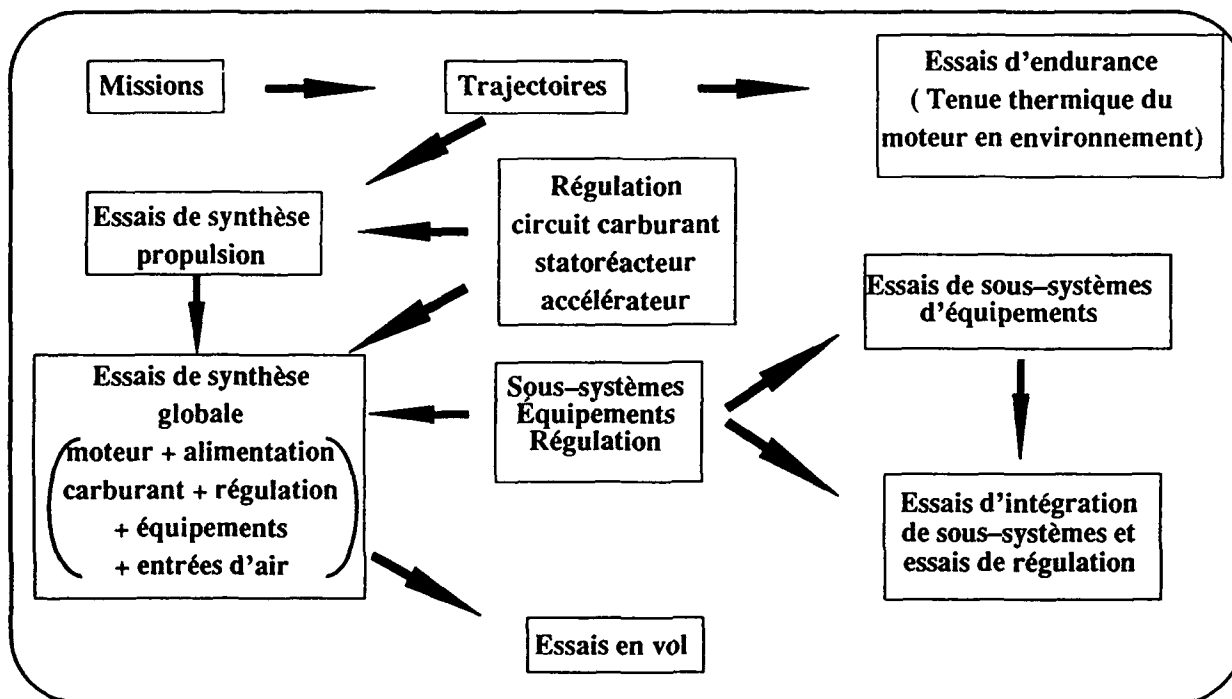 Missions
Trajectoires
Essais d'endurance
( Tenue thermique du
moteur en environnement)
Essais de synthèse
propulsion
Régulation
circuit carburant
statoréacteur
accélérateur
Essais de sous–systèmes
d'équipements
Essais de synthèse
globale
moteur + alimentation
carburant + régulation
+ équipements
+ entrées d'air
Sous–systèmes
Équipements
Régulation
Essais d'intégration
de sous–systèmes et
essais de régulation
Essais en vol